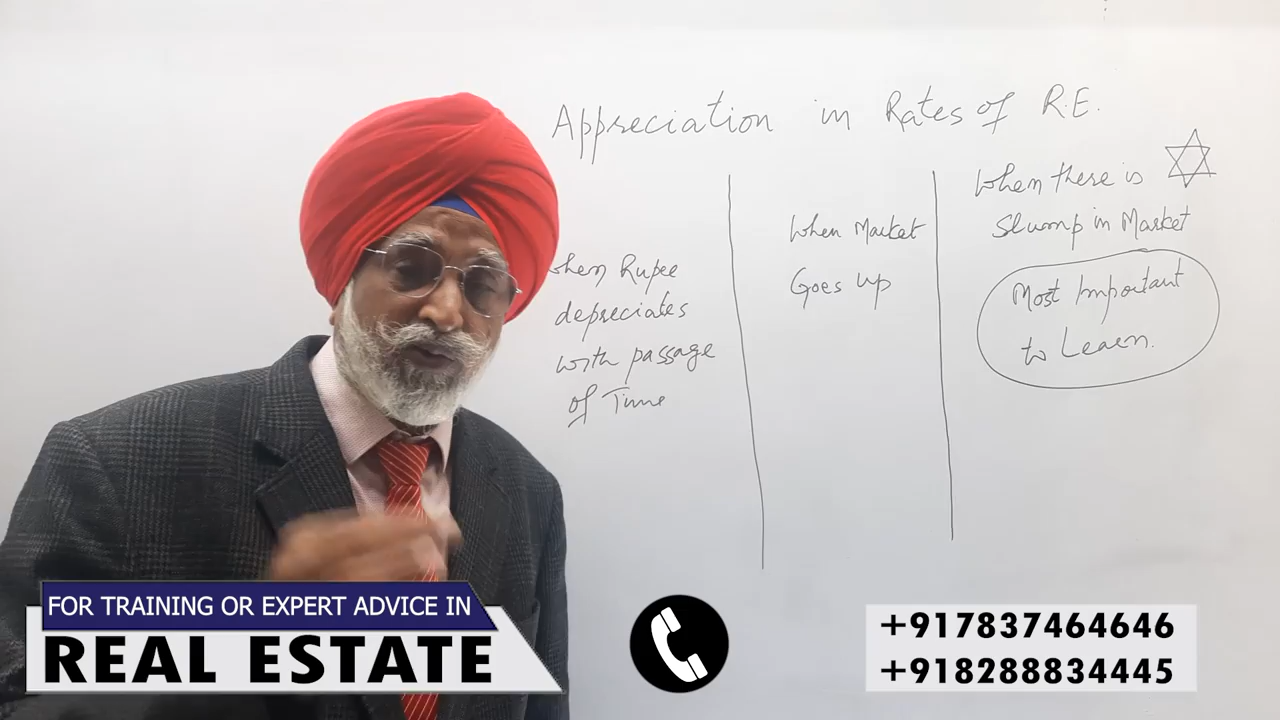 Appreciation in Rates of R.E.
When Rupee
depreciates
with passage
of Time
When Market
Goes up
When there is
Slump in Market
Most Important
to Learn.
FOR TRAINING OR EXPERT ADVICE IN
REAL ESTATE
+917837464646
+918288834445